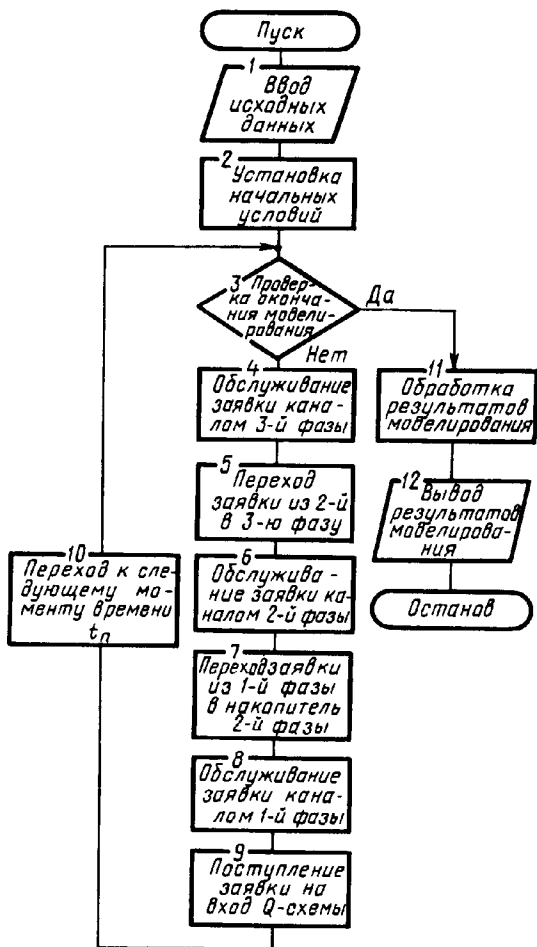 Пуск
1
Ввод
исходных
данных
2
Установка
начальных
условий
3 Провер-
ка оконча-
ния модели-
рования
Да
Нет
4
Обслуживание
заявки кана-
лом 3-й фазы
5
Переход
заявки из 2-й
в 3-ю фазу
6
Обслужива-
ние заявки ка-
налом 2-й фазы
7
Переход заявки
из 1-й фазы
в накопитель
2-й фазы
8
Обслуживание
заявки кана-
лом 1-й фазы
9
Поступление
заявки на
вход Q-схемы
10
Переход к сле-
дующему мо-
менту времени
tn
11
Обработка
результатов
моделирования
12
Вывод
результатов
моделирова-
ния
Останов